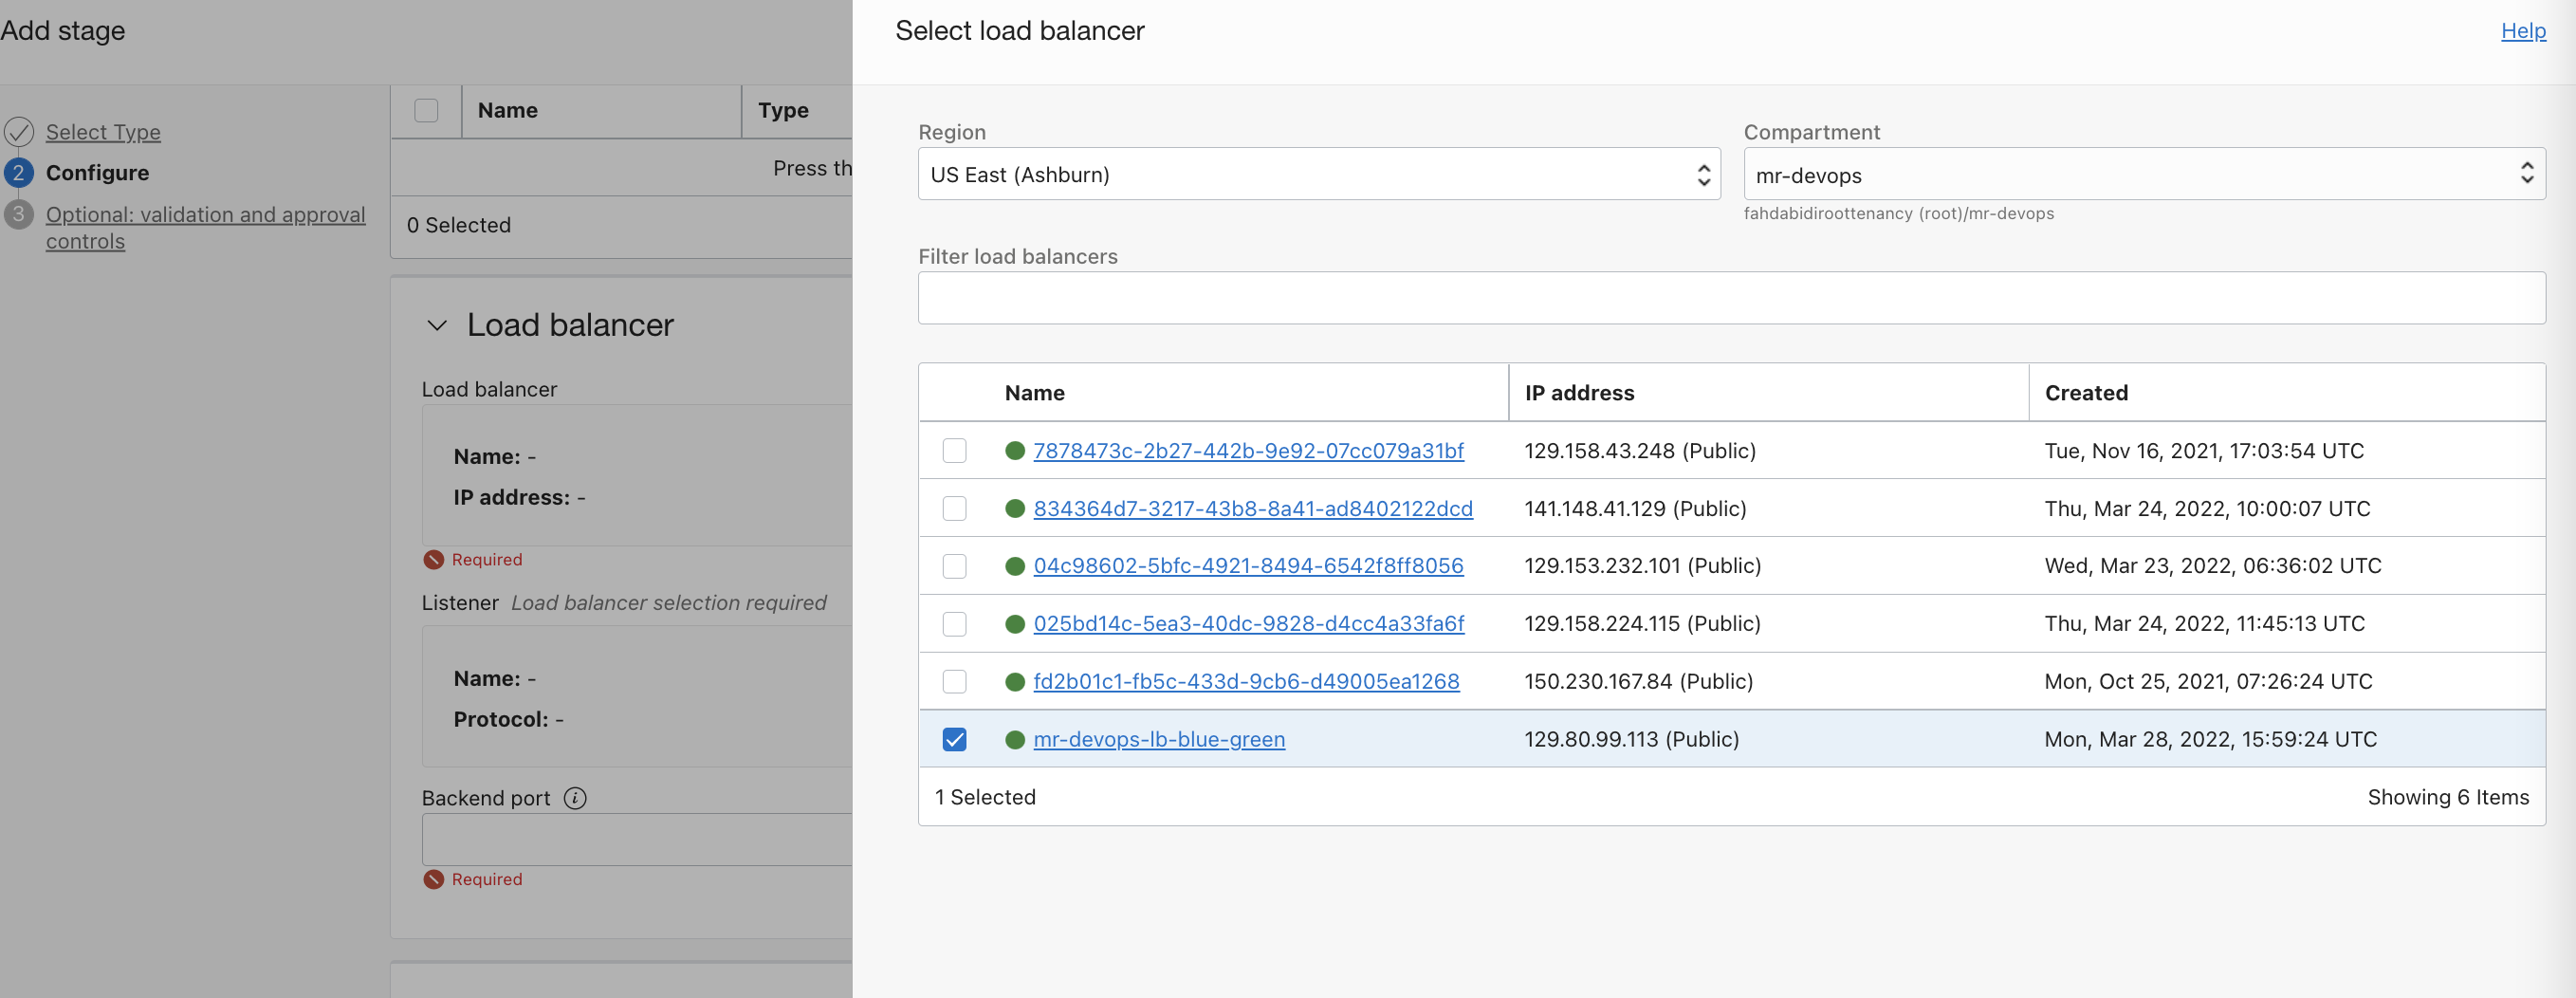 Add stage
Select Type
2 Configure
3 Optional: validation and approval
controls
Name Type
Press th
0 Selected
Load balancer
Load balancer
Name: -
IP address: -
Required
Listener Load balancer selection required
Name: -
Protocol: -
Backend port i
Required
Select load balancer
Help
Region Compartment
US East (Ashburn) mr-devops
fahdabidiroottenancy (root)/mr-devops
Filter load balancers
Name IP address Created
7878473c-2b27-442b-9e92-07cc079a31bf 129.158.43.248 (Public) Tue, Nov 16, 2021, 17:03:54 UTC
834364d7-3217-43b8-8a41-ad8402122dcd 141.148.41.129 (Public) Thu, Mar 24, 2022, 10:00:07 UTC
04c98602-5bfc-4921-8494-6542f8ff8056 129.153.232.101 (Public) Wed, Mar 23, 2022, 06:36:02 UTC
025bd14c-5ea3-40dc-9828-d4cc4a33fa6f 129.158.224.115 (Public) Thu, Mar 24, 2022, 11:45:13 UTC
fd2b01c1-fb5c-433d-9cb6-d49005ea1268 150.230.167.84 (Public) Mon, Oct 25, 2021, 07:26:24 UTC
mr-devops-lb-blue-green 129.80.99.113 (Public) Mon, Mar 28, 2022, 15:59:24 UTC
1 Selected Showing 6 Items